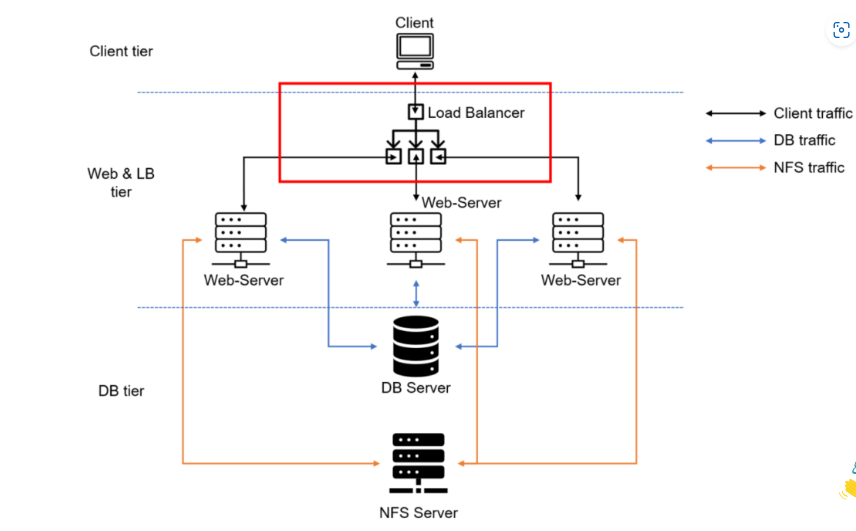 Client
Client tier
Load Balancer
Client traffic
DB traffic
NFS traffic
Web & LB
tier
Web-Server
Web-Server
Web-Server
DB tier
DB Server
NFS Server